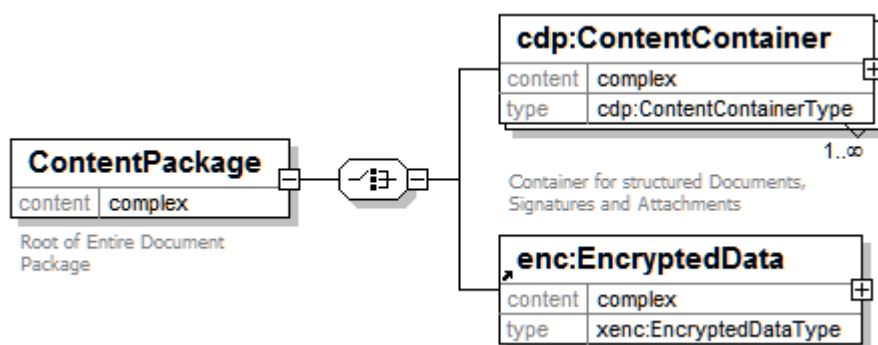 ContentPackage
content complex
Root of Entire Document
Package
cdp:ContentContainer
content complex
type cdp:ContentContainerType
1..∞
Container for structured Documents,
Signatures and Attachments
enc:EncryptedData
content complex
type xenc:EncryptedDataType